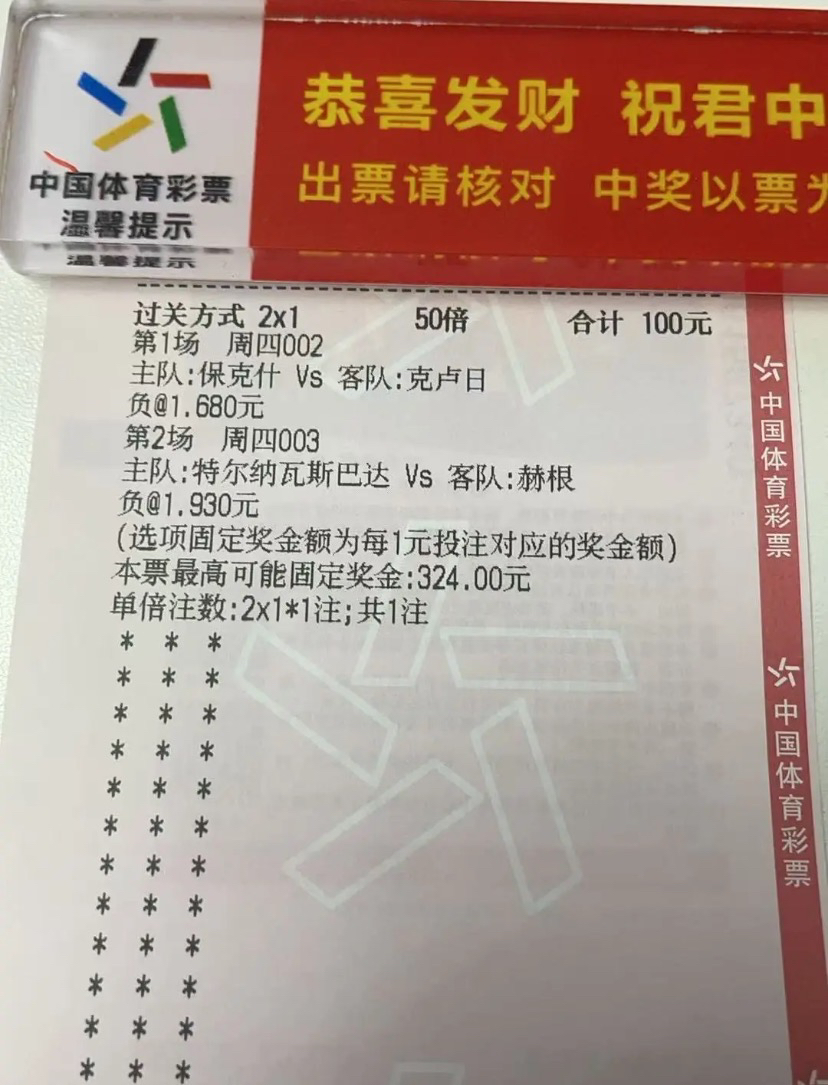 恭喜发财 祝君中
出票请核对 中奖以票为
中国体育彩票
温馨提示
过关方式 2x1 50倍 合计 100元
第1场 周四002
主队:保克什 Vs 客队:克卢日
负@1.680元
第2场 周四003
主队:特尔纳瓦斯巴达 Vs 客队:赫根
负@1.930元
(选项固定奖金额为每1元投注对应的奖金额)
本票最高可能固定奖金:324.00元
单倍注数:2x1*1注;共1注
* * *
* * *
* * *
* * *
* * *
* * *
* * *
* * *
* * *
* * *
* * *
* * *
中国体育彩票
中国体育彩票